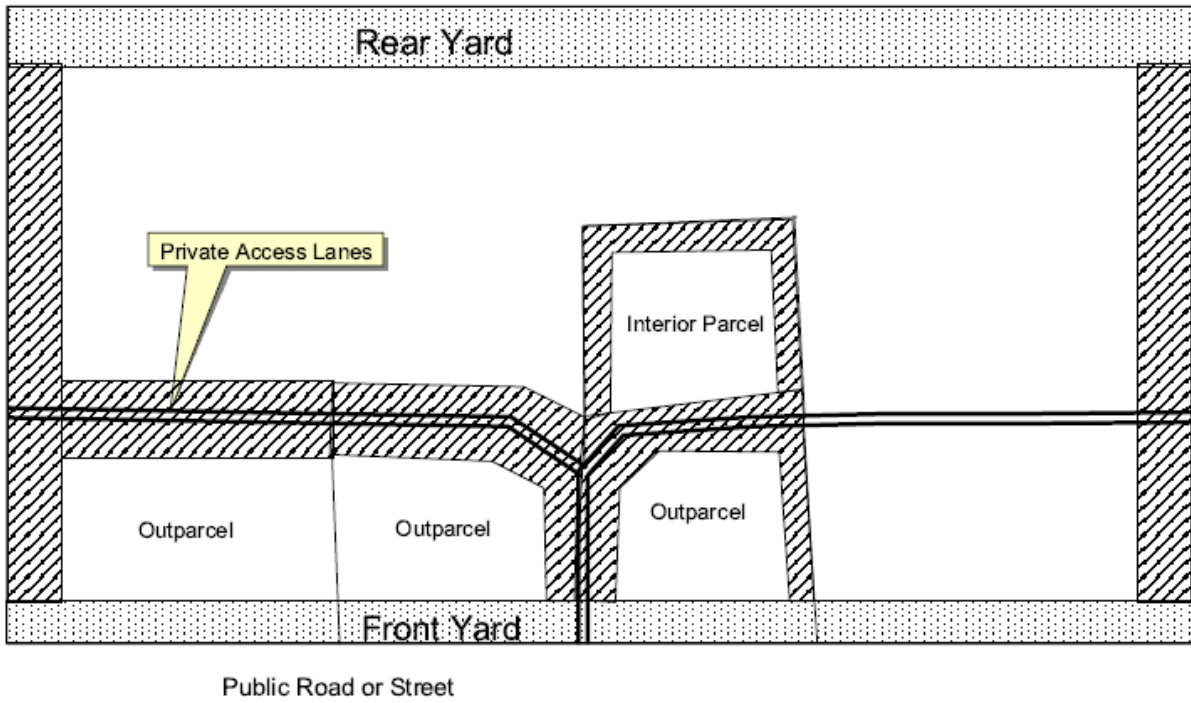 Rear Yard
Private Access Lanes
Interior Parcel
Outparcel
Outparcel
Outparcel
Front Yard
Public Road or Street